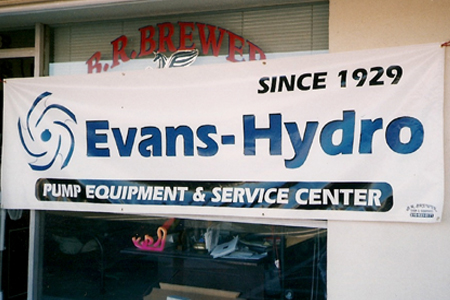 B.R. BREWER
SINCE 1929
Evans-Hydro
PUMP EQUIPMENT & SERVICE CENTER